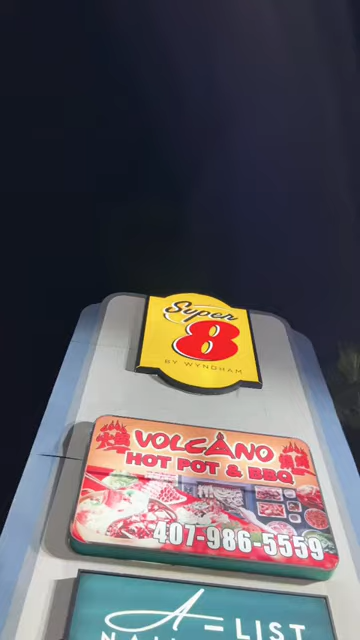 Super
8
BY WYNDHAM
VOLCANO
HOT POT & BBQ
407-986-5559
A-LIST